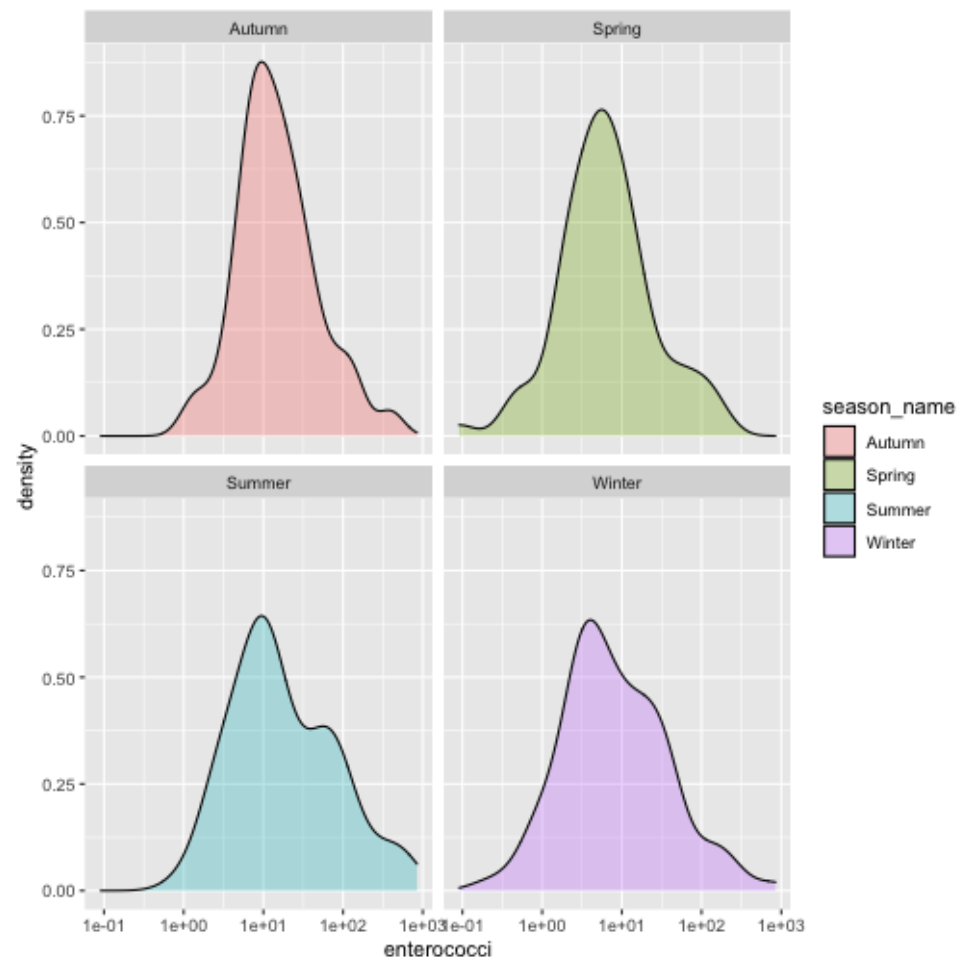 Autumn
Spring
0.75
0.50
0.25
0.00
Summer
Winter
0.75
0.50
0.25
0.00
1e-01 1e+00 1e+01 1e+02 1e+03
1e-01 1e+00 1e+01 1e+02 1e+03
enterococci
density
season_name
Autumn
Spring
Summer
Winter